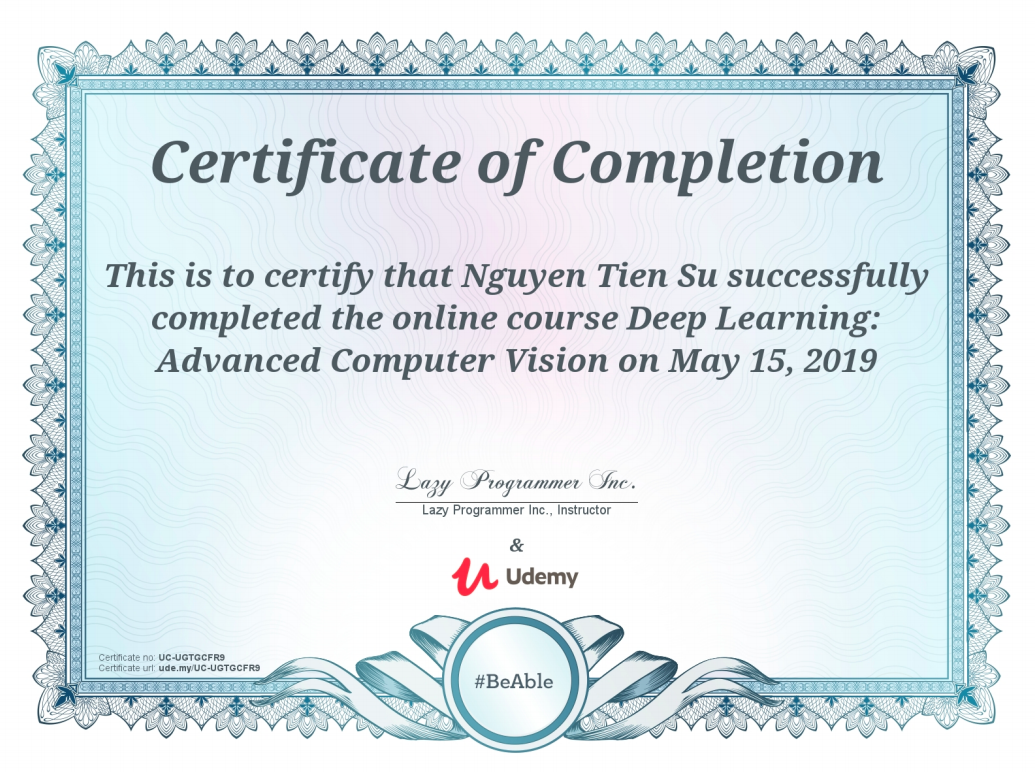 Certificate of Completion
This is to certify that Nguyen Tien Su successfully
completed the online course Deep Learning:
Advanced Computer Vision on May 15, 2019
Lazy Programmer Inc.
Lazy Programmer Inc., Instructor
&
Udemy
Certificate no: UC-UGTGCFR9
Certificate url: ude.my/UC-UGTGCFR9
#BeAble